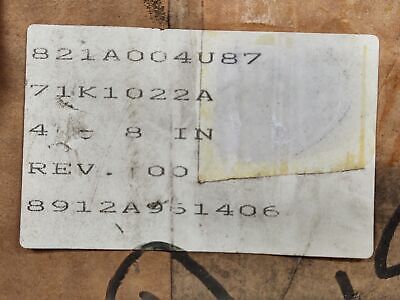 821A004U87
71K1022A
4 - 8 IN
REV. 00
8912A951406